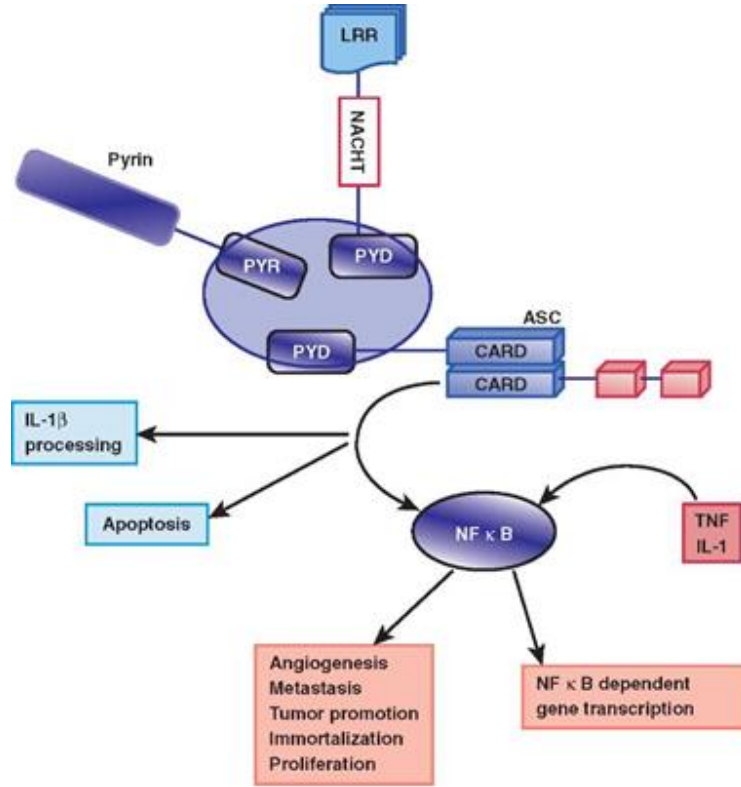 LRR
NACHT
Pyrin
PYR
PYD
ASC
PYD
CARD
CARD
IL-1β
processing
Apoptosis
NF κ B
TNF
IL-1
Angiogenesis
Metastasis
Tumor promotion
Immortalization
Proliferation
NF κ B dependent
gene transcription